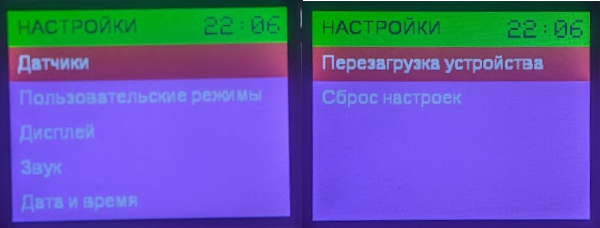 НАСТРОЙКИ 22:06
Датчики
Пользовательские режимы
Дисплей
Звук
Дата и время
НАСТРОЙКИ 22:06
Перезагрузка устройства
Сброс настроек